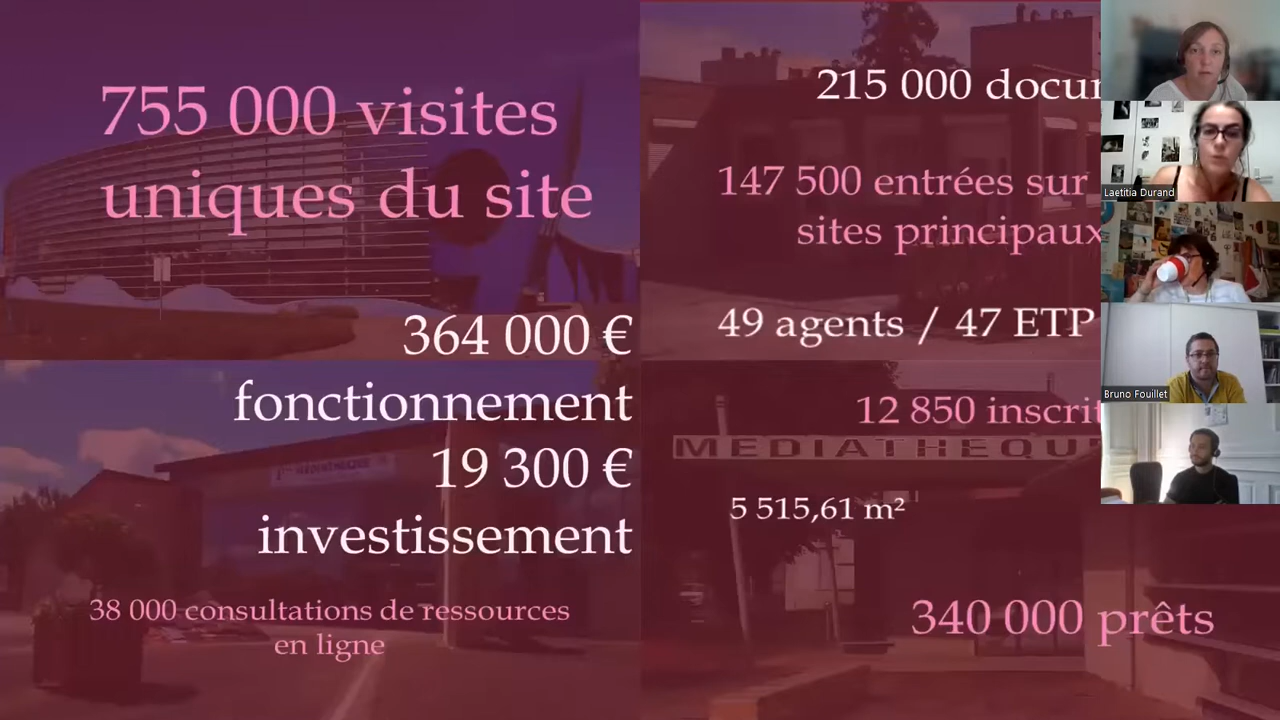 755 000 visites
uniques du site
364 000 €
fonctionnement
19 300 €
investissement
38 000 consultations de ressources
en ligne
215 000
147 500 entrées sur
sites principaux
49 agents / 47 ETP
12 850
MEDIATHEQU
5 515,61 m²
340 000 prêts
Laetitia Durand
Bruno Fouillet